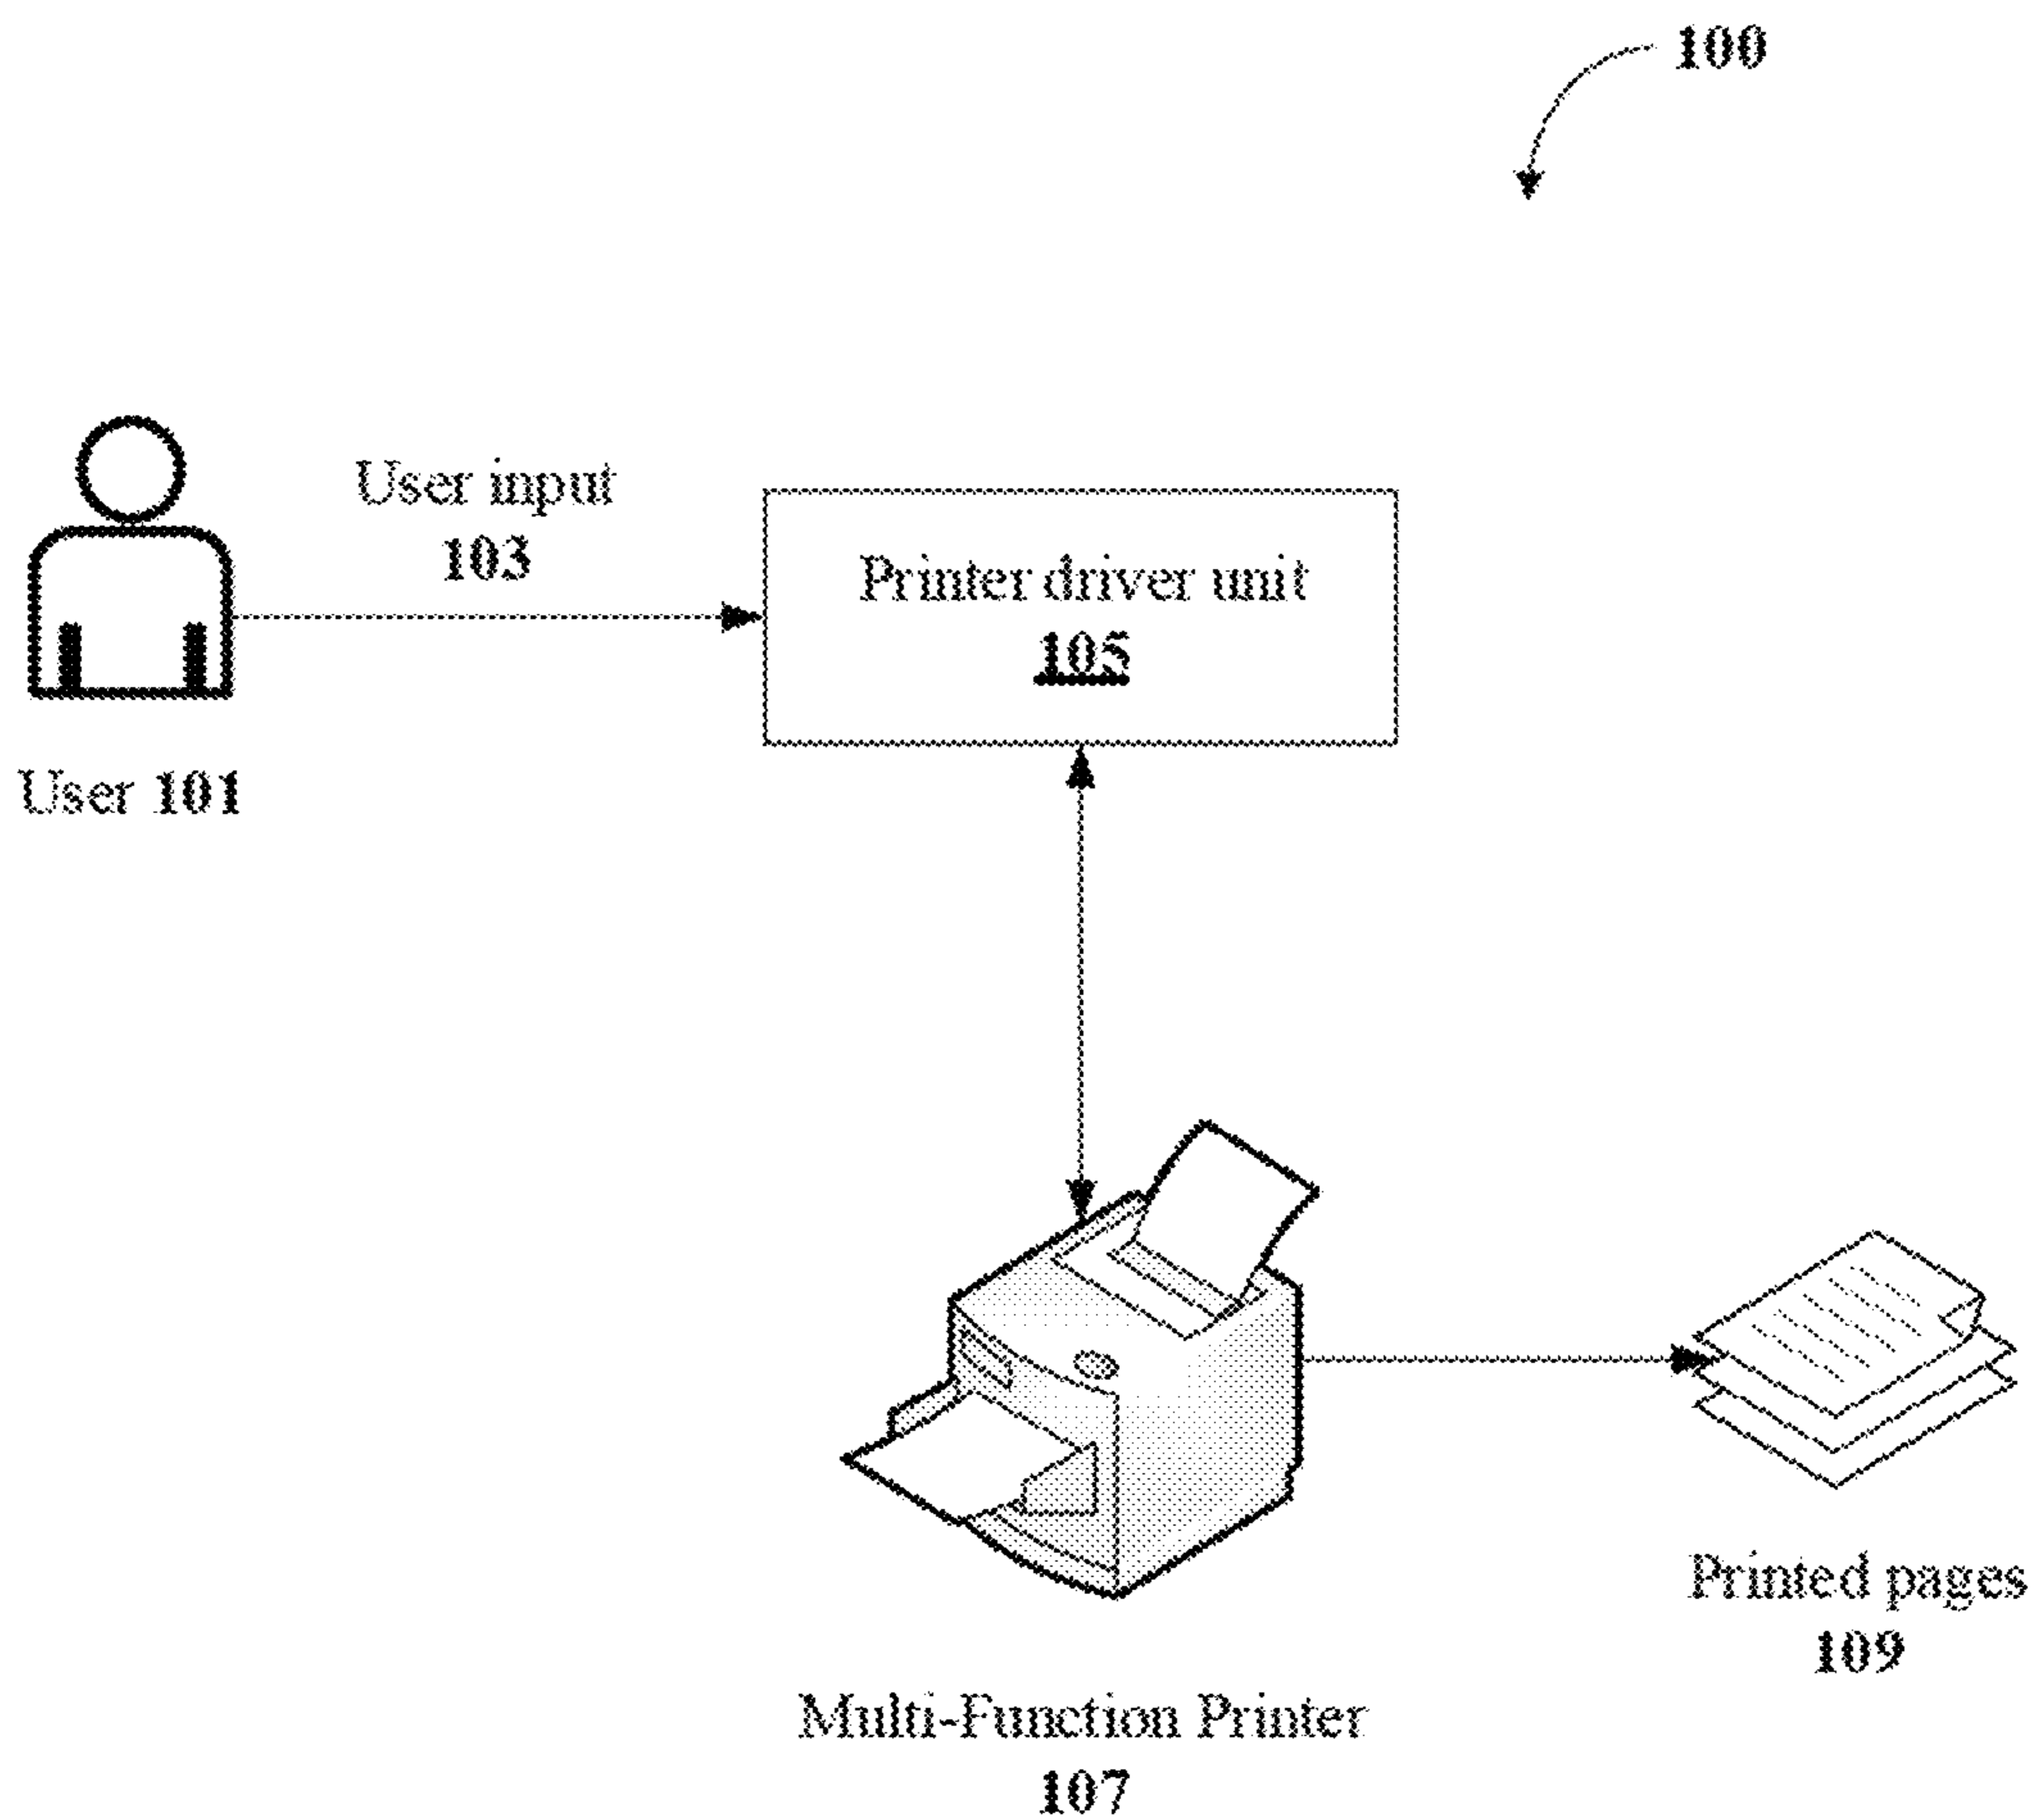 100
User input
103
Printer driver unit
105
User 101
Printed pages
109
Multi-Function Printer
107